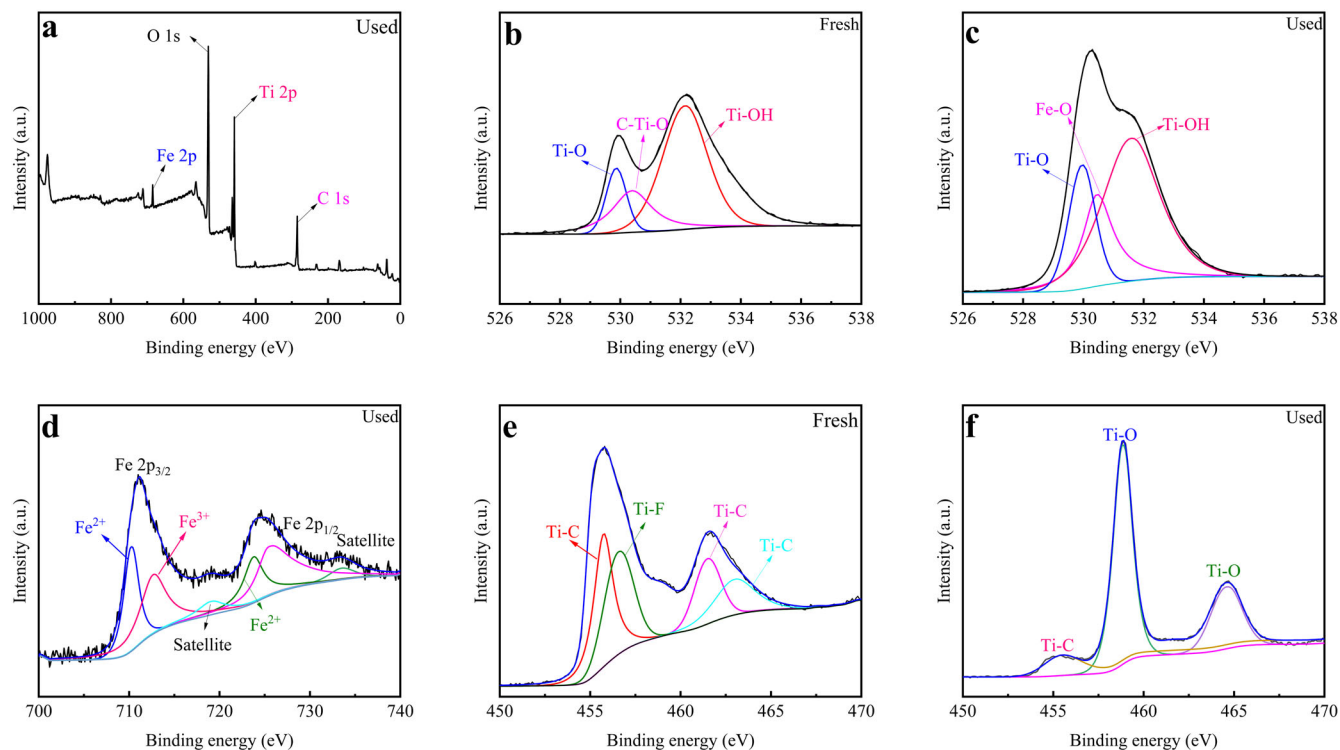 a
Used
O 1s
Ti 2p
Fe 2p
C 1s
Intensity (a.u.)
1000 800 600 400 200 0
Binding energy (eV)
b
Fresh
C-Ti-O
Ti-OH
Ti-O
Intensity (a.u.)
526 528 530 532 534 536 538
Binding energy (eV)
c
Used
Fe-O
Ti-OH
Ti-O
Intensity (a.u.)
526 528 530 532 534 536 538
Binding energy (eV)
d
Used
Fe 2p3/2
Fe2+
Fe3+
Fe 2p1/2
Satellite
Satellite
Fe2+
Intensity (a.u.)
700 710 720 730 740
Binding energy (eV)
e
Fresh
Ti-F
Ti-C
Ti-C
Ti-C
Intensity (a.u.)
450 455 460 465 470
Binding energy (eV)
f
Used
Ti-O
Ti-O
Ti-C
Intensity (a.u.)
450 455 460 465 470
Binding energy (eV)